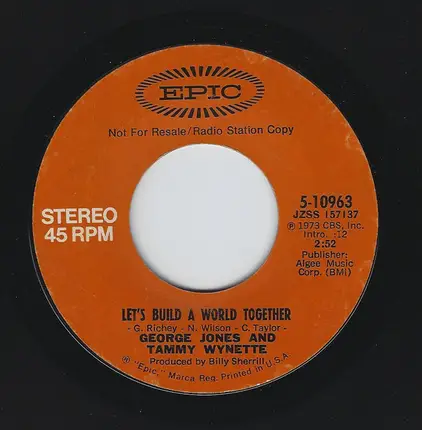 EPIC
Not For Resale/Radio Station Copy
STEREO
45 RPM
5-10963
JZSS 157137
℗ 1973 CBS, Inc.
Intro. :12
2:52
Publisher:
Algee Music
Corp. (BMI)
LET'S BUILD A WORLD TOGETHER
- G. Richey - N. Wilson - C. Taylor -
GEORGE JONES AND
TAMMY WYNETTE
Produced by Billy Sherrill
® "Epic," Marca Reg. Printed in U.S.A